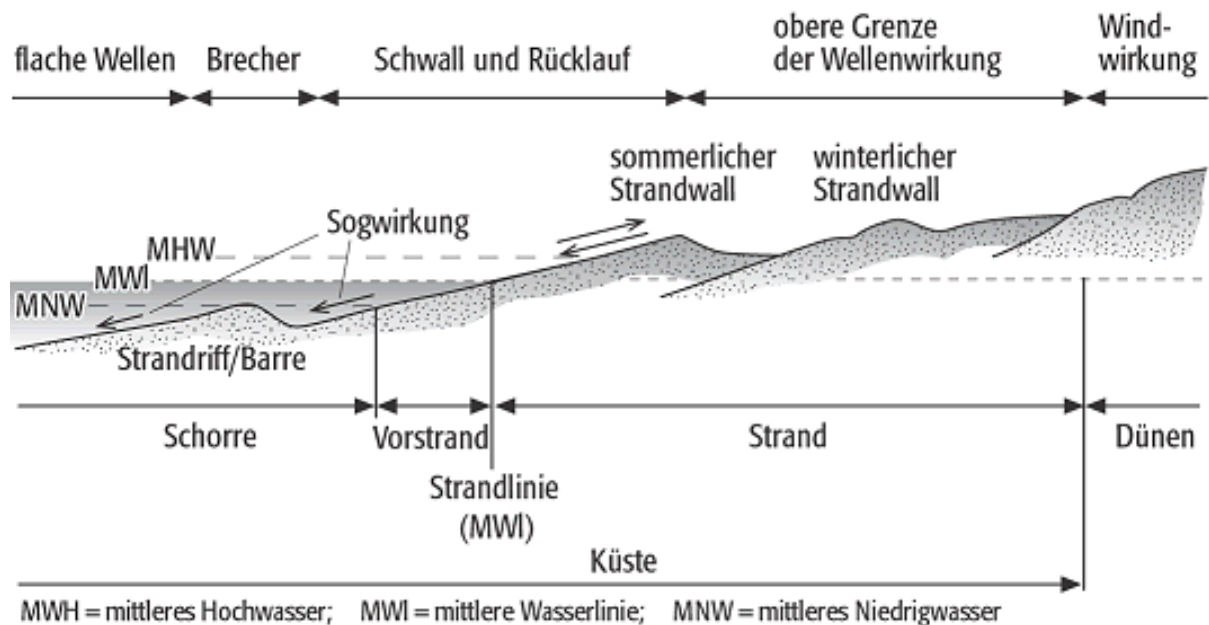 flache Wellen
Brecher
Schwall und Rücklauf
obere Grenze
der Wellenwirkung
Wind-
wirkung
sommerlicher
Strandwall
winterlicher
Strandwall
Sogwirkung
MHW
MWl
MNW
Strandriff/Barre
Schorre
Vorstrand
Strand
Dünen
Strandlinie
(MWl)
Küste
MWH = mittleres Hochwasser; MWl = mittlere Wasserlinie; MNW = mittleres Niedrigwasser